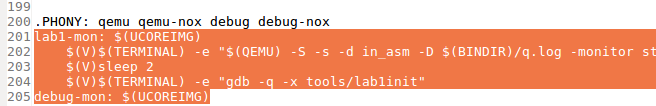 199
200 .PHONY: qemu qemu-nox debug debug-nox
201 lab1-mon: $(UCOREIMG)
202     $(V)$(TERMINAL) -e "$(QEMU) -S -s -d in_asm -D $(BINDIR)/q.log -monitor st
203     $(V)sleep 2
204     $(V)$(TERMINAL) -e "gdb -q -x tools/lab1init"
205 debug-mon: $(UCOREIMG)